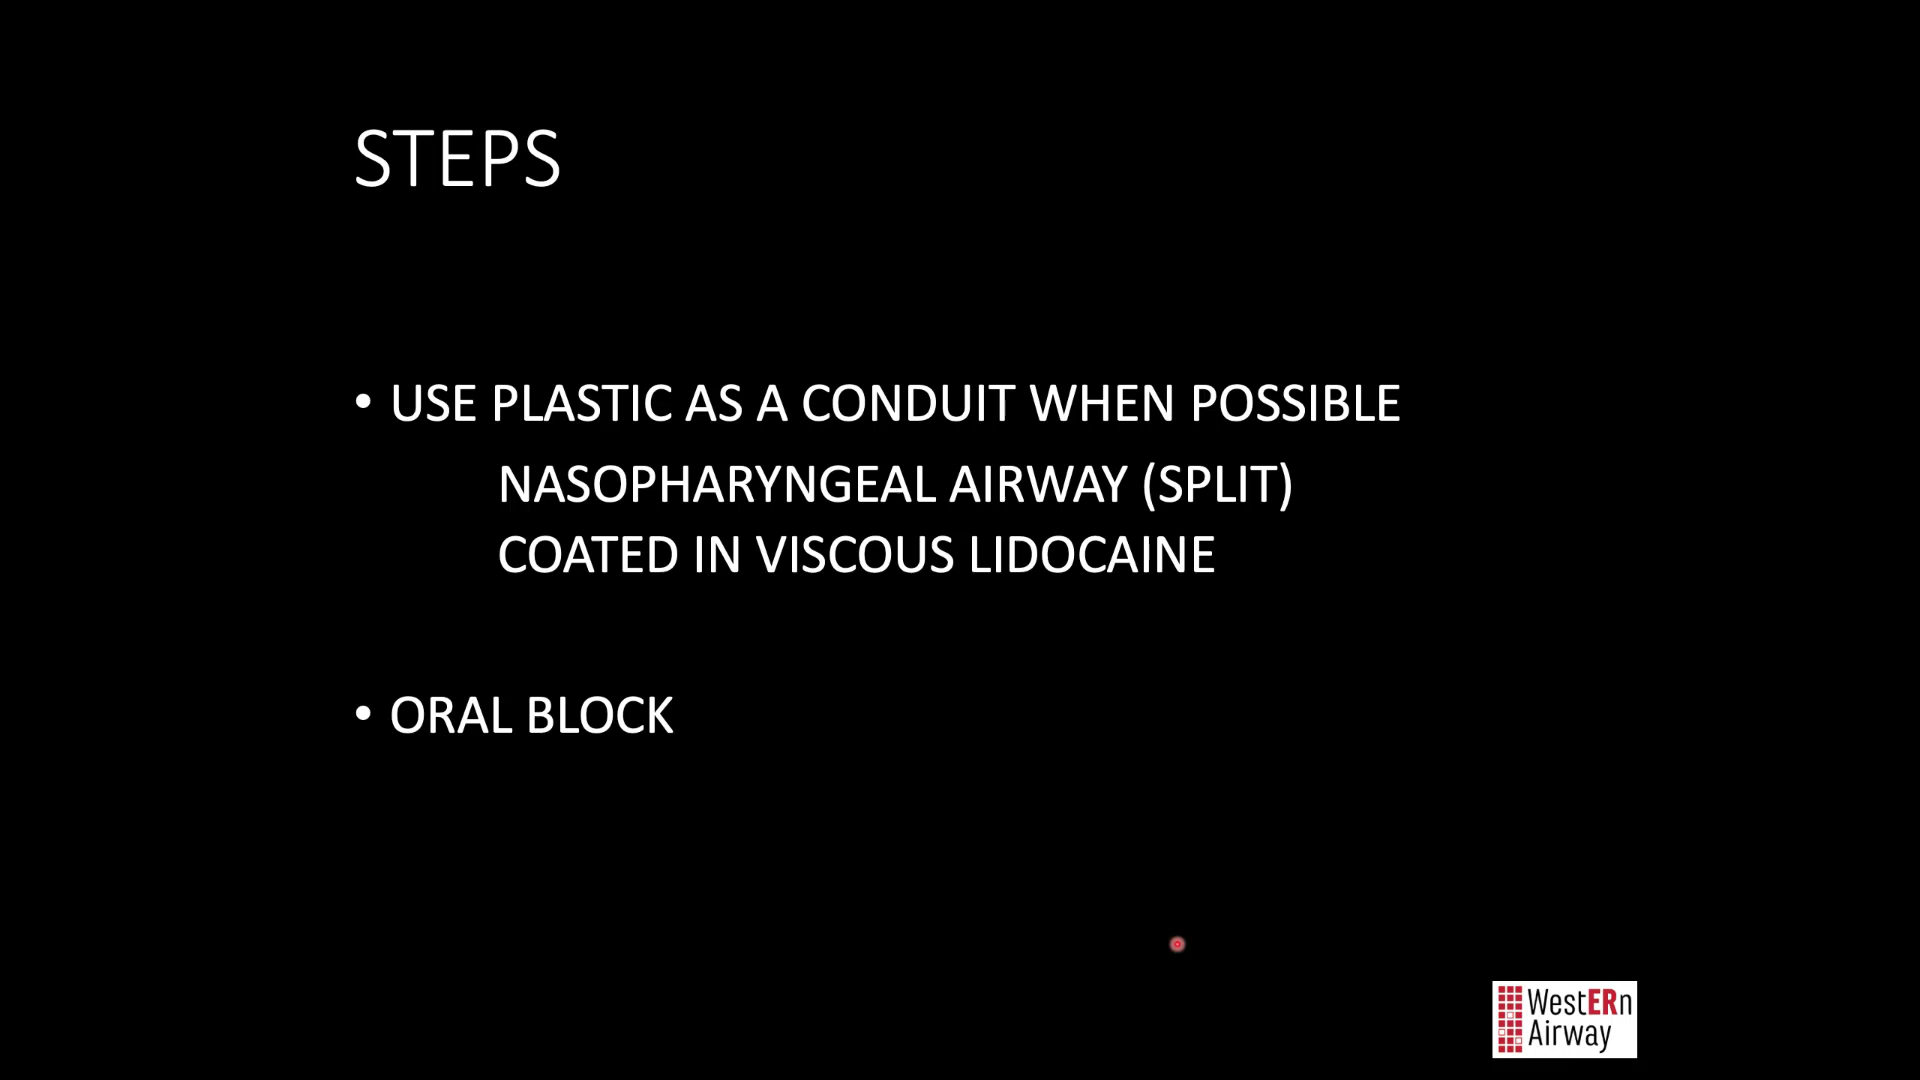 STEPS
• USE PLASTIC AS A CONDUIT WHEN POSSIBLE
NASOPHARYNGEAL AIRWAY (SPLIT)
COATED IN VISCOUS LIDOCAINE
• ORAL BLOCK
WestERn
Airway